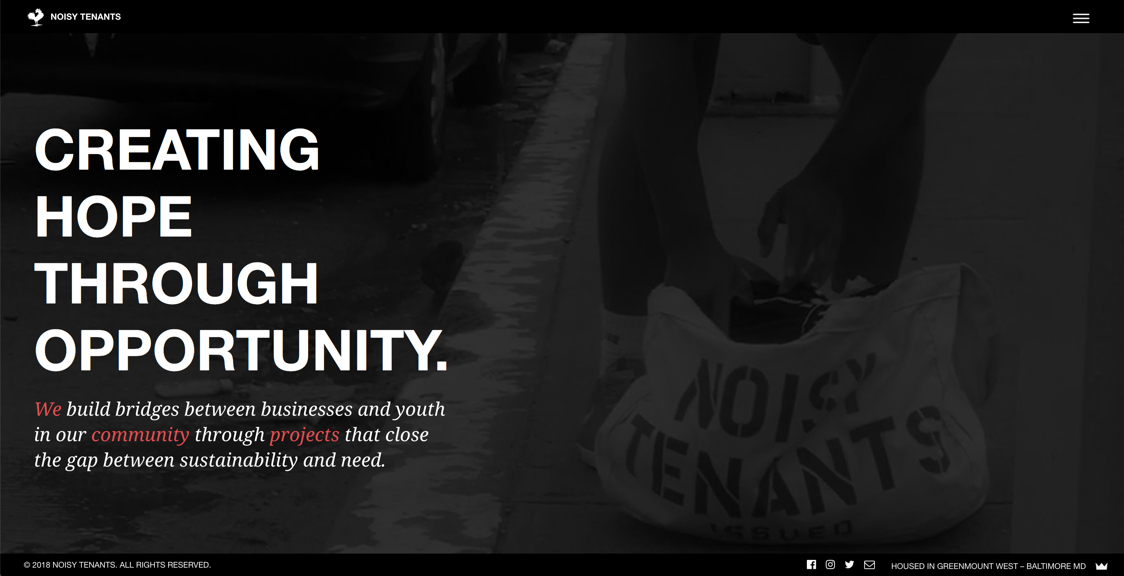 NOISY TENANTS
CREATING
HOPE
THROUGH
OPPORTUNITY.
We build bridges between businesses and youth
in our community through projects that close
the gap between sustainability and need.
NOISY
TENANTS
ISSUED
© 2018 NOISY TENANTS. ALL RIGHTS RESERVED.
HOUSED IN GREENMOUNT WEST – BALTIMORE MD